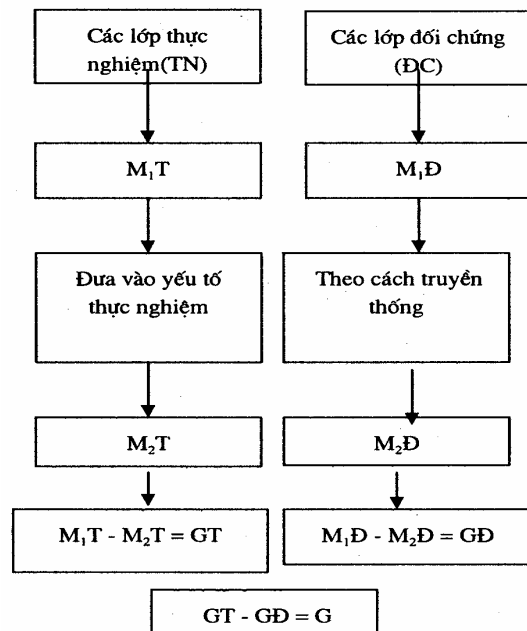 Các lớp thực
nghiệm(TN)
Các lớp đối chứng
(ĐC)
M₁T
M₁Đ
Đưa vào yếu tố
thực nghiệm
Theo cách truyền
thống
M₂T
M₂Đ
M₁T - M₂T = GT
M₁Đ - M₂Đ = GĐ
GT - GĐ = G